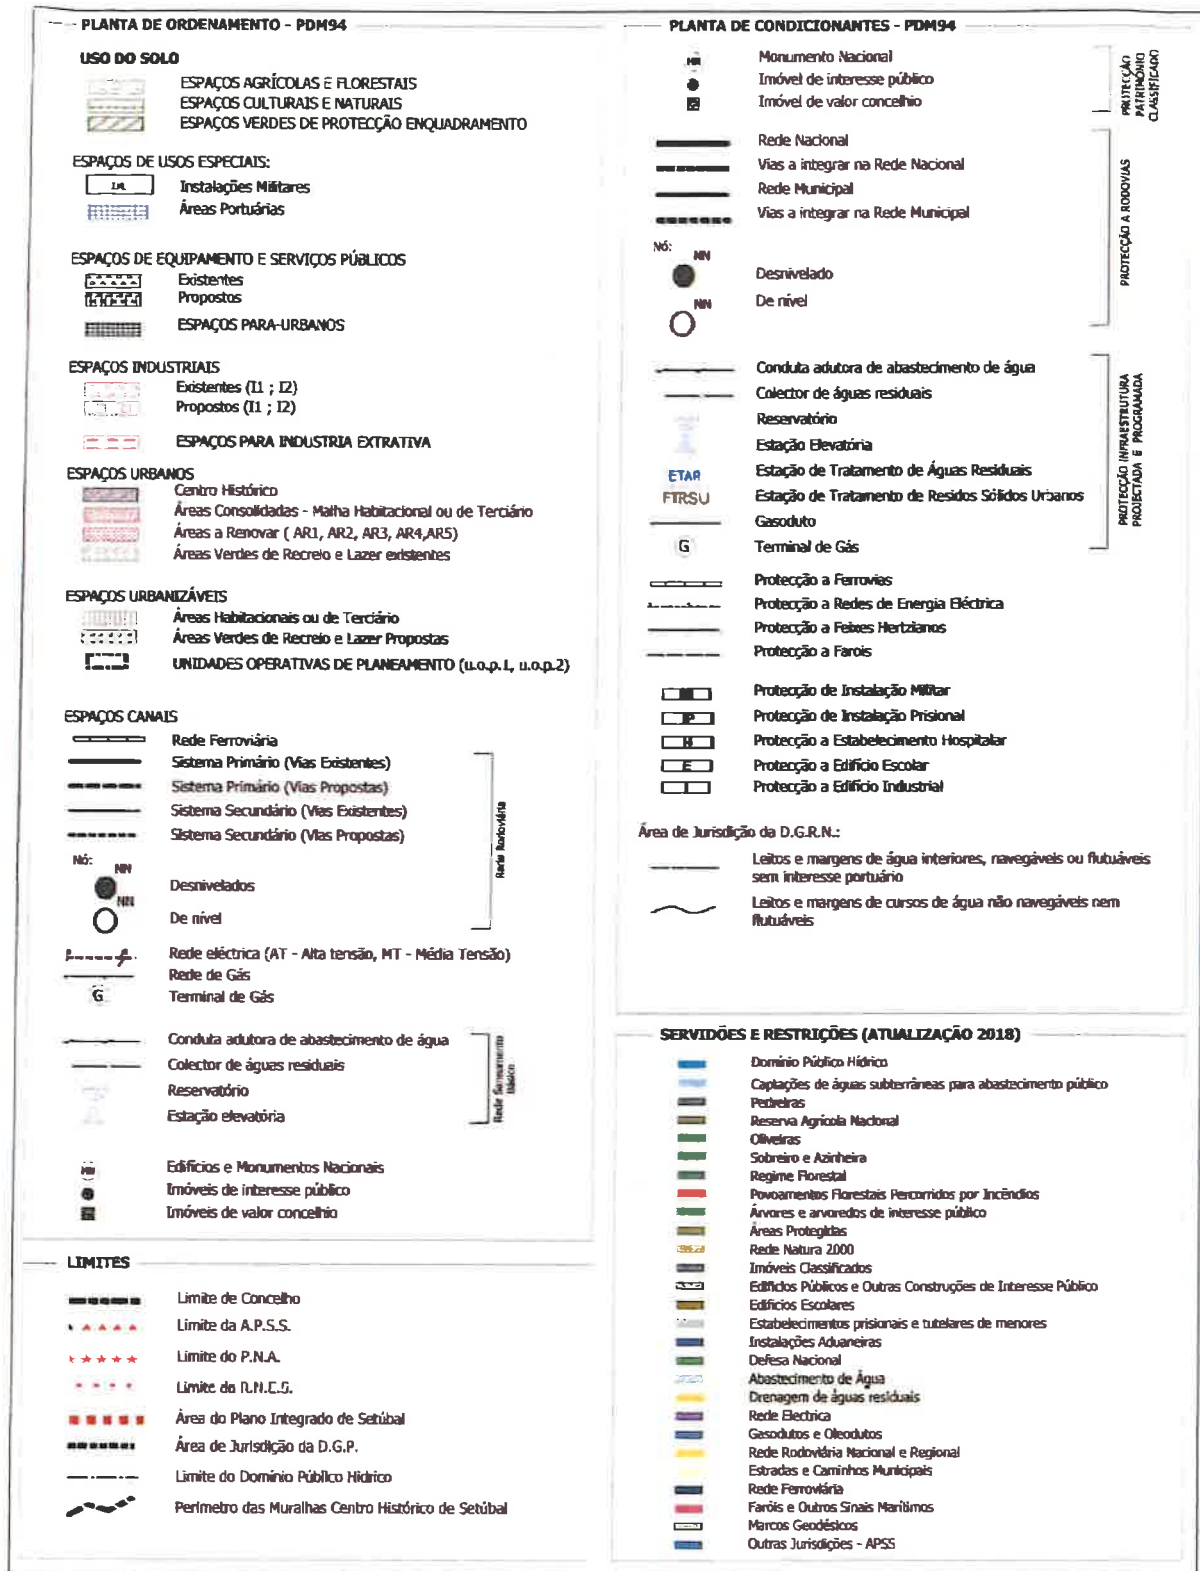 PLANTA DE ORDENAMENTO - PDM94
USO DO SOLO
ESPAÇOS AGRÍCOLAS E FLORESTAIS
ESPAÇOS CULTURAIS E NATURAIS
ESPAÇOS VERDES DE PROTECÇÃO ENQUADRAMENTO
ESPAÇOS DE USOS ESPECIAIS:
Instalações Militares
Áreas Portuárias
ESPAÇOS DE EQUIPAMENTO E SERVIÇOS PÚBLICOS
Existentes
Propostos
ESPAÇOS PARA-URBANOS
ESPAÇOS INDUSTRIAIS
Existentes (I1 ; I2)
Propostos (I1 ; I2)
ESPAÇOS PARA INDUSTRIA EXTRATIVA
ESPAÇOS URBANOS
Centro Histórico
Áreas Consolidadas - Malha Habitacional ou de Terciário
Áreas a Renovar ( AR1, AR2, AR3, AR4,AR5)
Áreas Verdes de Recreio e Lazer existentes
ESPAÇOS URBANIZÁVEIS
Áreas Habitacionais ou de Terciário
Áreas Verdes de Recreio e Lazer Propostas
UNIDADES OPERATIVAS DE PLANEAMENTO (u.o.p.1, u.o.p.2)
ESPAÇOS CANAIS
Rede Ferroviária
Sistema Primário (Vias Existentes)
Sistema Primário (Vias Propostas)
Sistema Secundário (Vias Existentes)
Sistema Secundário (Vias Propostas)
Nó:
NN
Desnivelados
NN
De nível
Rede Rodoviária
Rede eléctrica (AT - Alta tensão, MT - Média Tensão)
Rede de Gás
G Terminal de Gás
Conduta adutora de abastecimento de água
Colector de águas residuais
Reservatório
Estação elevatória
Rede Saneamento
Básico
MN Edifícios e Monumentos Nacionais
Imóveis de interesse público
Imóveis de valor concelhio
LIMITES
Limite de Concelho
Limite da A.P.S.S.
Limite do P.N.A.
Limite da R.N.E.S.
Área do Plano Integrado de Setúbal
Área de Jurisdição da D.G.P.
Limite do Domínio Público Hídrico
Perímetro das Muralhas Centro Histórico de Setúbal
PLANTA DE CONDICIONANTES - PDM94
MN Monumento Nacional
Imóvel de interesse público
Imóvel de valor concelhio
PROTECÇÃO
PATRIMÓNIO
CLASSIFICADO
Rede Nacional
Vias a integrar na Rede Nacional
Rede Municipal
Vias a integrar na Rede Municipal
Nó:
NN
Desnivelado
NN
De nível
PROTECÇÃO A RODOVIAS
Conduta adutora de abastecimento de água
Colector de águas residuais
Reservatório
Estação Elevatória
ETAR Estação de Tratamento de Águas Residuais
ETRSU Estação de Tratamento de Residos Sólidos Urbanos
Gasoduto
G Terminal de Gás
PROTECÇÃO INFRAESTRUTURA
PROJECTADA E PROGRAMADA
Protecção a Ferrovias
Protecção a Redes de Energia Eléctrica
Protecção a Feixes Hertzianos
Protecção a Farois
Protecção de Instalação Militar
P Protecção de Instalação Prisional
H Protecção a Estabelecimento Hospitalar
E Protecção a Edifício Escolar
I Protecção a Edifício Industrial
Área de Jurisdição da D.G.R.N.:
Leitos e margens de água interiores, navegáveis ou flutuáveis
sem interesse portuário
Leitos e margens de cursos de água não navegáveis nem
flutuáveis
SERVIDÕES E RESTRIÇÕES (ATUALIZAÇÃO 2018)
Domínio Público Hídrico
Captações de águas subterrâneas para abastecimento público
Pedreiras
Reserva Agrícola Nacional
Oliveiras
Sobreiro e Azinheira
Regime Florestal
Povoamentos Florestais Percorridos por Incêndios
Árvores e arvoredos de interesse público
Áreas Protegidas
Rede Natura 2000
Imóveis Classificados
Edifícios Públicos e Outras Construções de Interesse Público
Edifícios Escolares
Estabelecimentos prisionais e tutelares de menores
Instalações Aduaneiras
Defesa Nacional
Abastecimento de Água
Drenagem de águas residuais
Rede Electrica
Gasodutos e Oleodutos
Rede Rodoviária Nacional e Regional
Estradas e Caminhos Municipais
Rede Ferroviária
Faróis e Outros Sinais Marítimos
Marcos Geodésicos
Outras Jurisdições - APSS